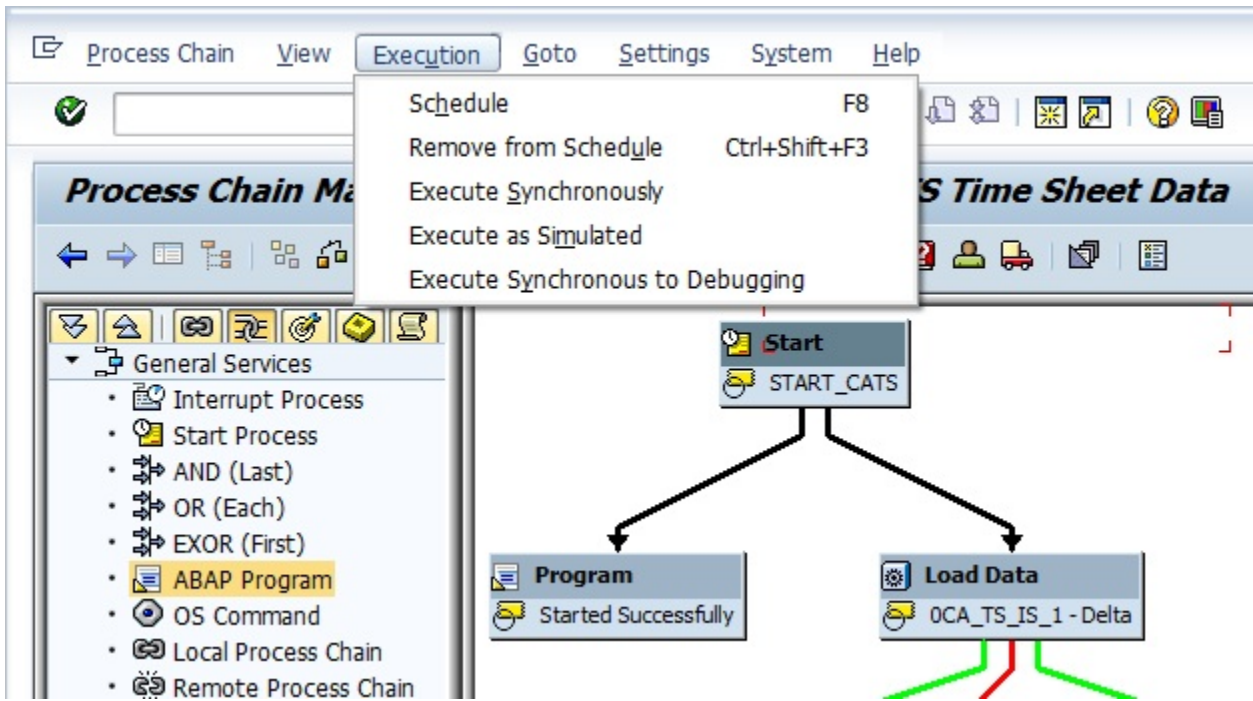 Process Chain View Execution Goto Settings System Help
Schedule F8
Remove from Schedule Ctrl+Shift+F3
Execute Synchronously
Execute as Simulated
Execute Synchronous to Debugging
Process Chain Ma
S Time Sheet Data
General Services
Interrupt Process
Start Process
AND (Last)
OR (Each)
EXOR (First)
ABAP Program
OS Command
Local Process Chain
Remote Process Chain
Start
START_CATS
Program
Started Successfully
Load Data
0CA_TS_IS_1 - Delta